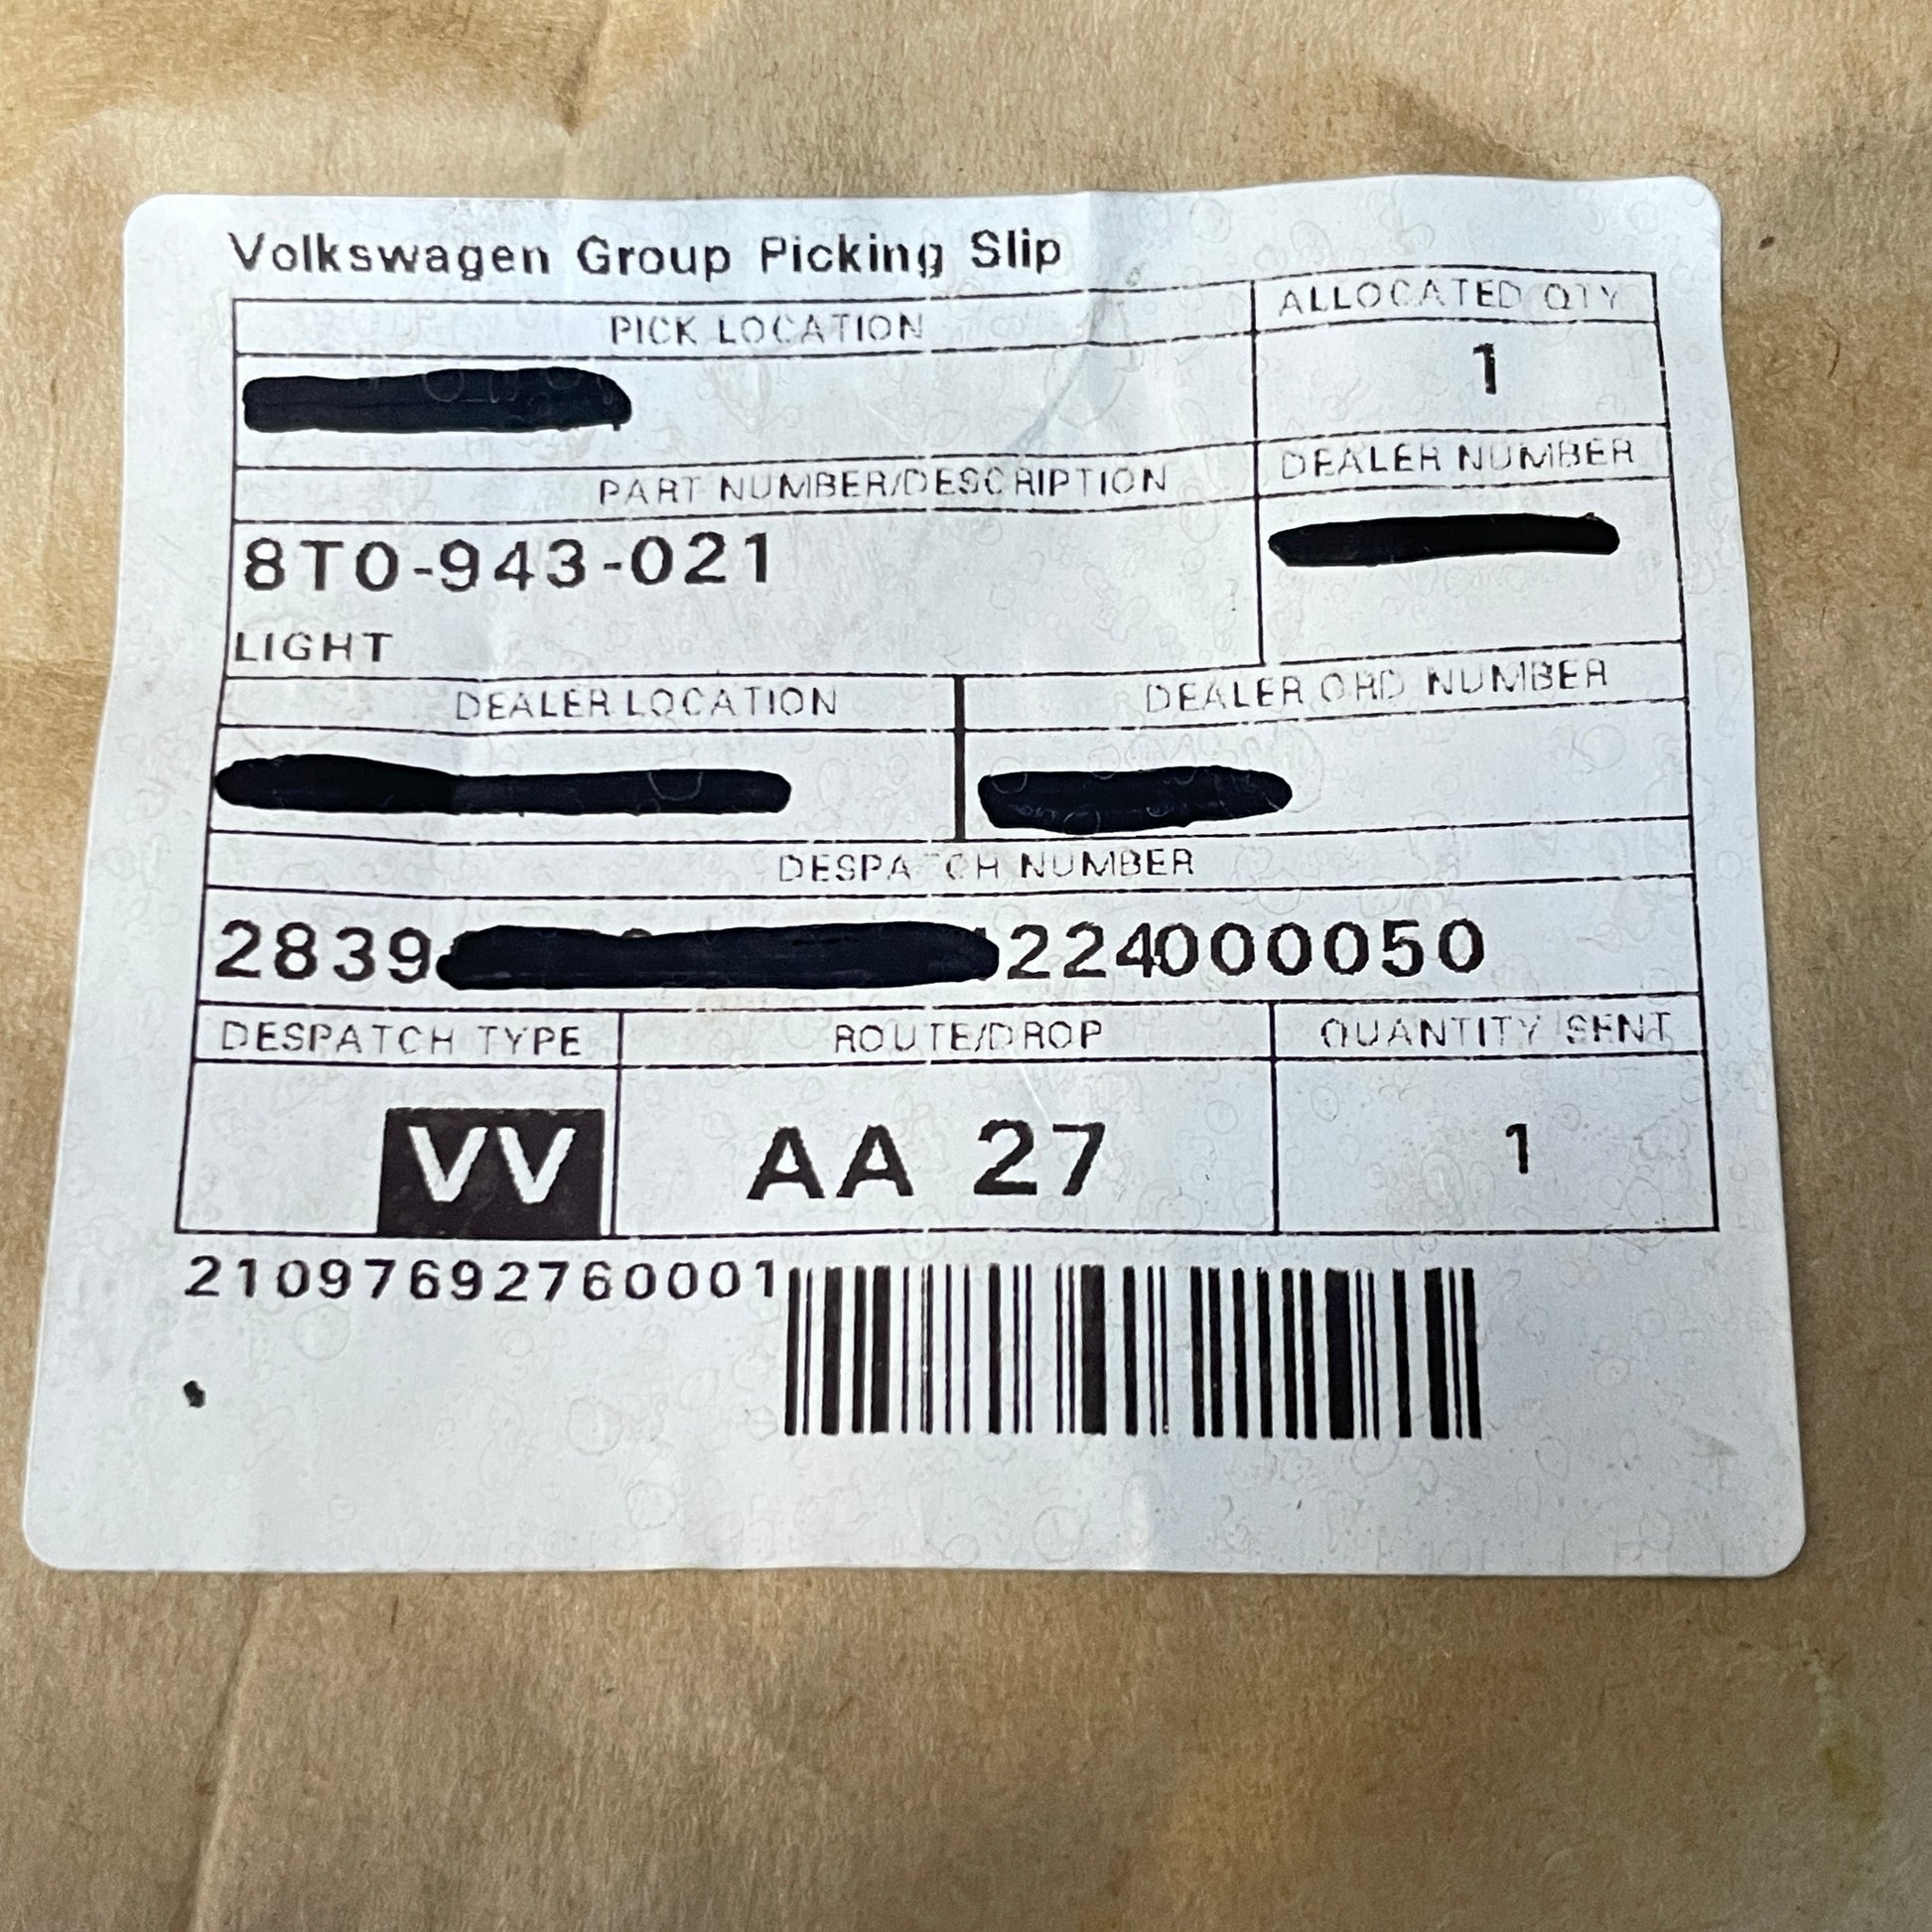 Volkswagen Group Picking Slip
PICK LOCATION
ALLOCATED QTY
1
PART NUMBER/DESCRIPTION
DEALER NUMBER
8T0-943-021
LIGHT
DEALER LOCATION
DEALER ORD NUMBER
DESPATCH NUMBER
2839 224000050
DESPATCH TYPE
ROUTE/DROP
QUANTITY SENT
VV
AA 27
1
21097692760001